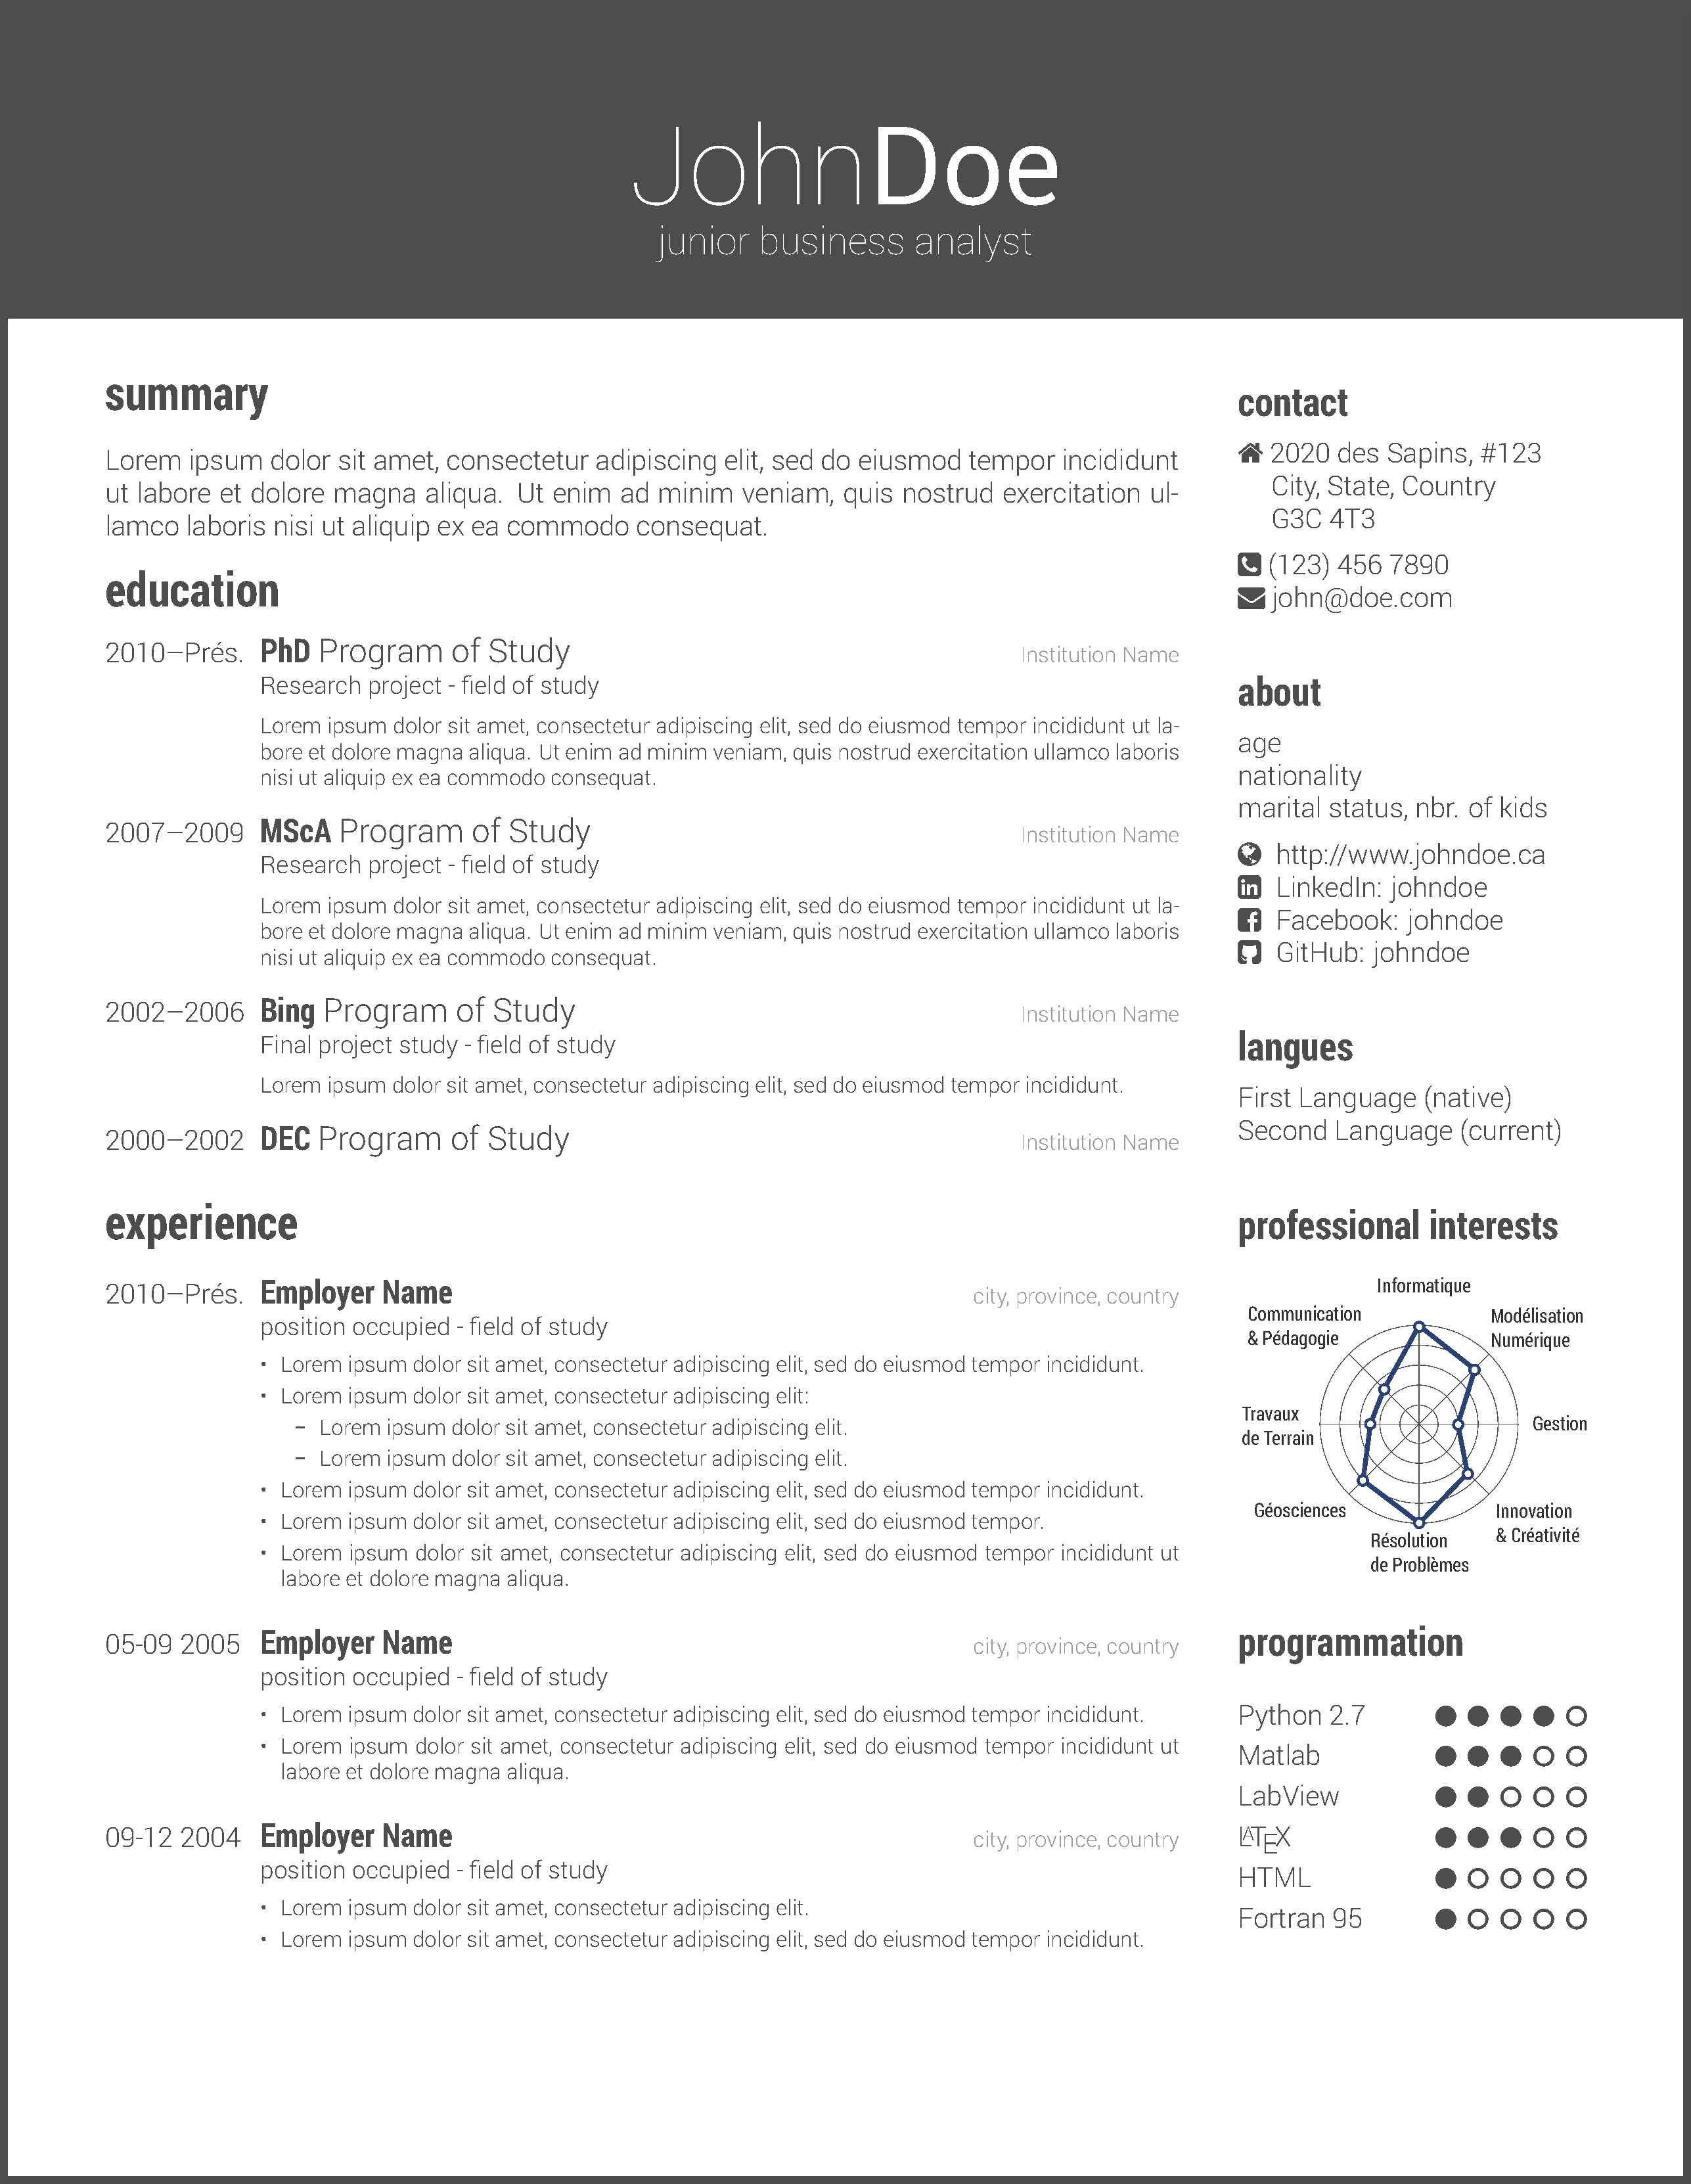 JohnDoe
junior business analyst
summary
Lorem ipsum dolor sit amet, consectetur adipiscing elit, sed do eiusmod tempor incididunt
ut labore et dolore magna aliqua. Ut enim ad minim veniam, quis nostrud exercitation ul-
lamco laboris nisi ut aliquip ex ea commodo consequat.
education
2010–Prés. PhD Program of Study Institution Name
Research project - field of study
Lorem ipsum dolor sit amet, consectetur adipiscing elit, sed do eiusmod tempor incididunt ut la-
bore et dolore magna aliqua. Ut enim ad minim veniam, quis nostrud exercitation ullamco laboris
nisi ut aliquip ex ea commodo consequat.
2007–2009 MScA Program of Study Institution Name
Research project - field of study
Lorem ipsum dolor sit amet, consectetur adipiscing elit, sed do eiusmod tempor incididunt ut la-
bore et dolore magna aliqua. Ut enim ad minim veniam, quis nostrud exercitation ullamco laboris
nisi ut aliquip ex ea commodo consequat.
2002–2006 Bing Program of Study Institution Name
Final project study - field of study
Lorem ipsum dolor sit amet, consectetur adipiscing elit, sed do eiusmod tempor incididunt.
2000–2002 DEC Program of Study Institution Name
experience
2010–Prés. Employer Name city, province, country
position occupied - field of study
• Lorem ipsum dolor sit amet, consectetur adipiscing elit, sed do eiusmod tempor incididunt.
• Lorem ipsum dolor sit amet, consectetur adipiscing elit:
– Lorem ipsum dolor sit amet, consectetur adipiscing elit.
– Lorem ipsum dolor sit amet, consectetur adipiscing elit.
• Lorem ipsum dolor sit amet, consectetur adipiscing elit, sed do eiusmod tempor incididunt.
• Lorem ipsum dolor sit amet, consectetur adipiscing elit, sed do eiusmod tempor.
• Lorem ipsum dolor sit amet, consectetur adipiscing elit, sed do eiusmod tempor incididunt ut
labore et dolore magna aliqua.
05-09 2005 Employer Name city, province, country
position occupied - field of study
• Lorem ipsum dolor sit amet, consectetur adipiscing elit, sed do eiusmod tempor incididunt.
• Lorem ipsum dolor sit amet, consectetur adipiscing elit, sed do eiusmod tempor incididunt ut
labore et dolore magna aliqua.
09-12 2004 Employer Name city, province, country
position occupied - field of study
• Lorem ipsum dolor sit amet, consectetur adipiscing elit.
• Lorem ipsum dolor sit amet, consectetur adipiscing elit, sed do eiusmod tempor incididunt.
contact
2020 des Sapins, #123
City, State, Country
G3C 4T3
(123) 456 7890
john@doe.com
about
age
nationality
marital status, nbr. of kids
http://www.johndoe.ca
LinkedIn: johndoe
Facebook: johndoe
GitHub: johndoe
langues
First Language (native)
Second Language (current)
professional interests
Informatique
Communication
& Pédagogie
Modélisation
Numérique
Travaux
de Terrain
Gestion
Géosciences
Innovation
& Créativité
Résolution
de Problèmes
programmation
Python 2.7
Matlab
LabView
LATEX
HTML
Fortran 95